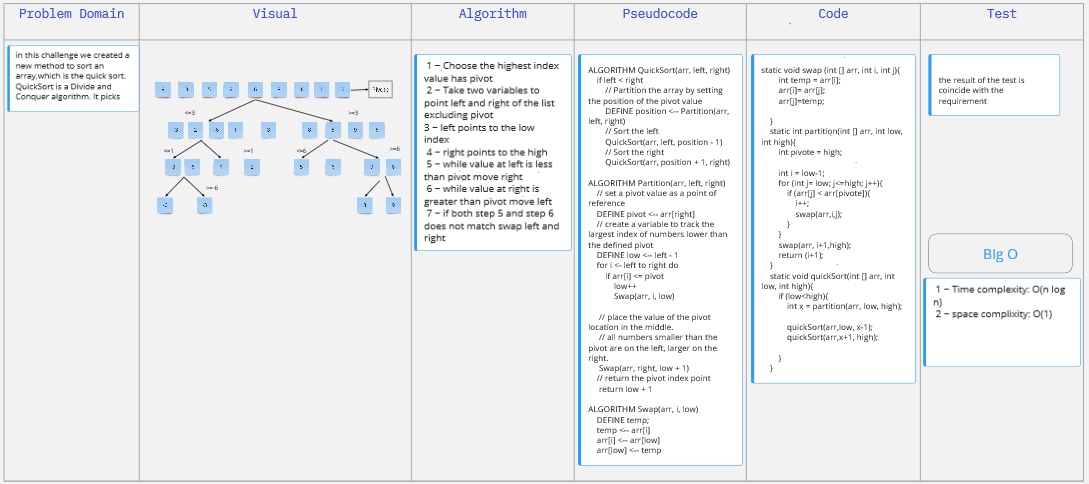 Problem Domain
Visual
Algorithm
Pseudocode
Code
Test
in this challenge we created a
new method to sort an
array,which is the quick sort.
QuickSort is a Divide and
Conquer algorithm. It picks
<=3
>=3
<=1
>=1
<=6
>=6
>=-6
1 – Choose the highest index
value has pivot
2 – Take two variables to
point left and right of the list
excluding pivot
3 – left points to the low
index
4 – right points to the high
5 – while value at left is less
than pivot move right
6 – while value at right is
greater than pivot move left
7 – if both step 5 and step 6
does not match swap left and
right
ALGORITHM QuickSort(arr, left, right)
if left < right
// Partition the array by setting
the position of the pivot value
DEFINE position <-- Partition(arr,
left, right)
// Sort the left
QuickSort(arr, left, position - 1)
// Sort the right
QuickSort(arr, position + 1, right)
ALGORITHM Partition(arr, left, right)
// set a pivot value as a point of
reference
DEFINE pivot <-- arr[right]
// create a variable to track the
largest index of numbers lower than
the defined pivot
DEFINE low <-- left - 1
for i <- left to right do
if arr[i] <= pivot
low++
Swap(arr, i, low)
// place the value of the pivot
location in the middle.
// all numbers smaller than the
pivot are on the left, larger on the
right.
Swap(arr, right, low + 1)
// return the pivot index point
return low + 1
ALGORITHM Swap(arr, i, low)
DEFINE temp;
temp <-- arr[i]
arr[i] <-- arr[low]
arr[low] <-- temp
static void swap (int [] arr, int i, int j){
int temp = arr[i];
arr[i]= arr[j];
arr[j]=temp;
}
static int partition(int [] arr, int low,
int high){
int pivote = high;
int i = low-1;
for (int j= low; j<=high; j++){
if (arr[j] < arr[pivote]){
i++;
swap(arr,i,j);
}
}
swap(arr, i+1,high);
return (i+1);
}
static void quickSort(int [] arr, int
low, int high){
if (low<high){
int x = partition(arr, low, high);
quickSort(arr,low, x-1);
quickSort(arr,x+1, high);
}
}
the result of the test is
coincide with the
requirement
BIg O
1 – Time complexity: O(n log
n)
2 – space complixity: O(1)